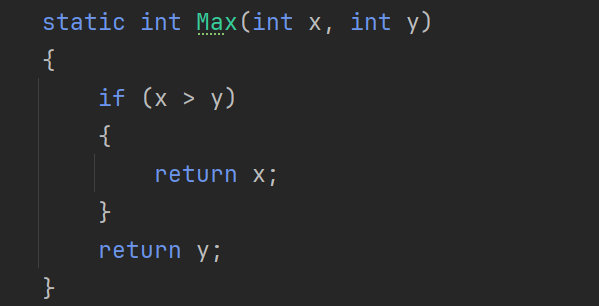 static int Max(int x, int y)
{
    if (x > y)
    {
        return x;
    }
    return y;
}